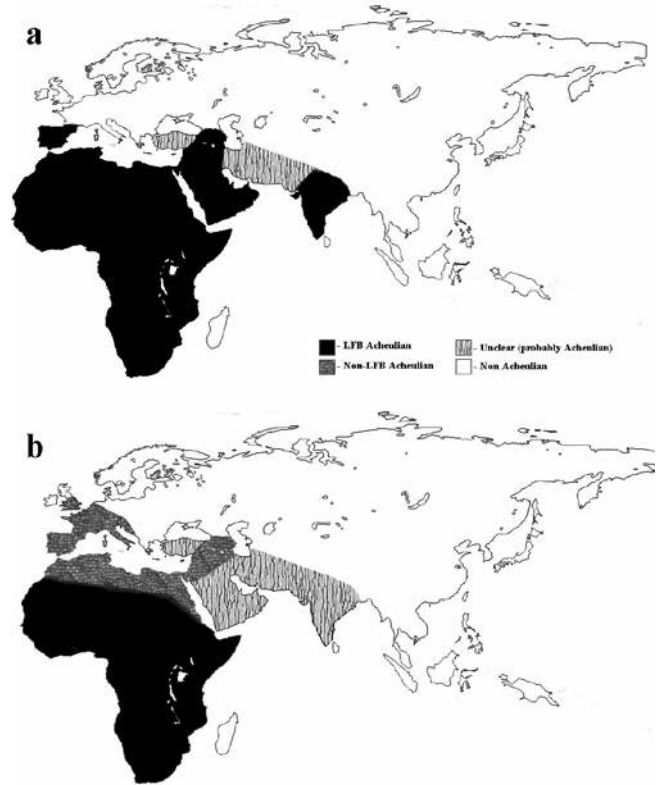 a
- LFB Acheulian
- Unclear (probably Acheulian)
- Non-LFB Acheulian
- Non Acheulian
b